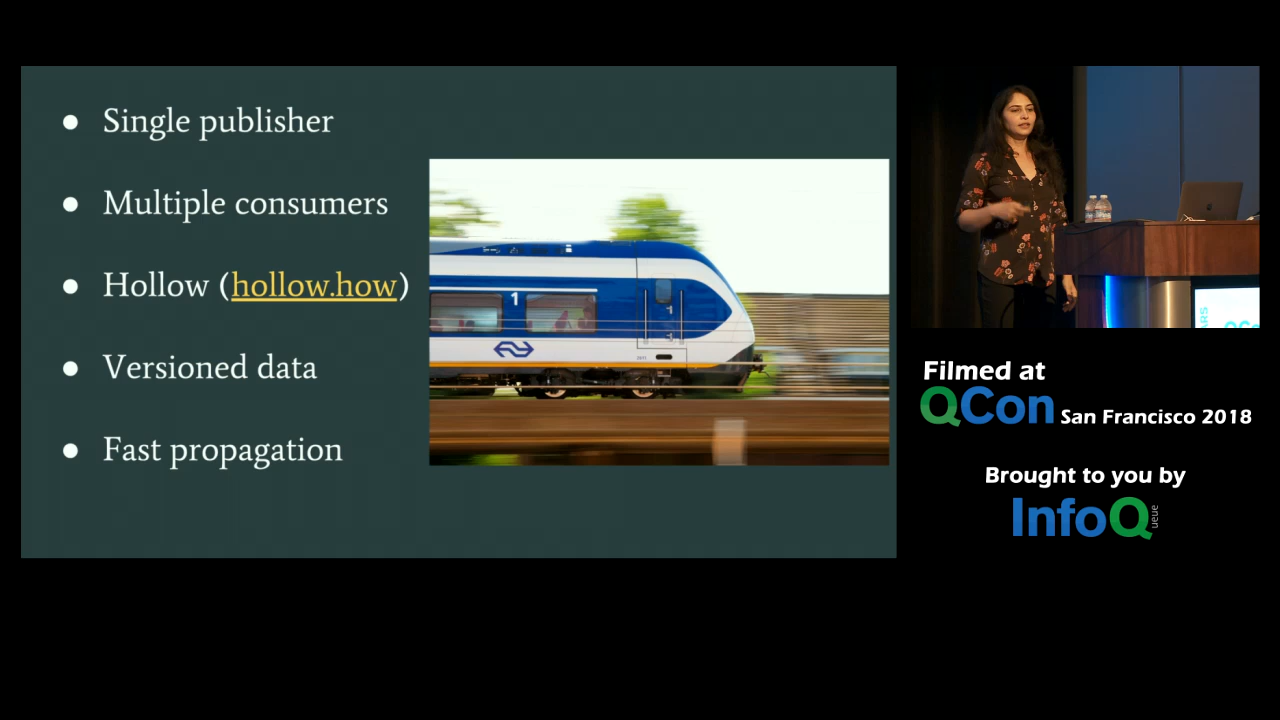 Single publisher
Multiple consumers
Hollow (hollow.how)
Versioned data
Fast propagation
1
Filmed at
QCon San Francisco 2018
Brought to you by
InfoQ
ueue